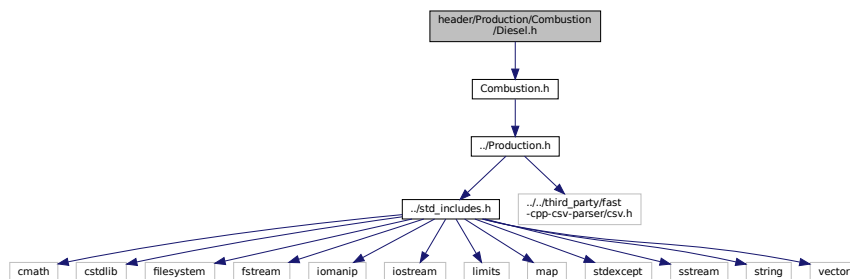 header/Production/Combustion
/Diesel.h
Combustion.h
../Production.h
../std_includes.h
../../third_party/fast
-cpp-csv-parser/csv.h
cmath
cstdlib
filesystem
fstream
iomanip
iostream
limits
map
stdexcept
sstream
string
vector